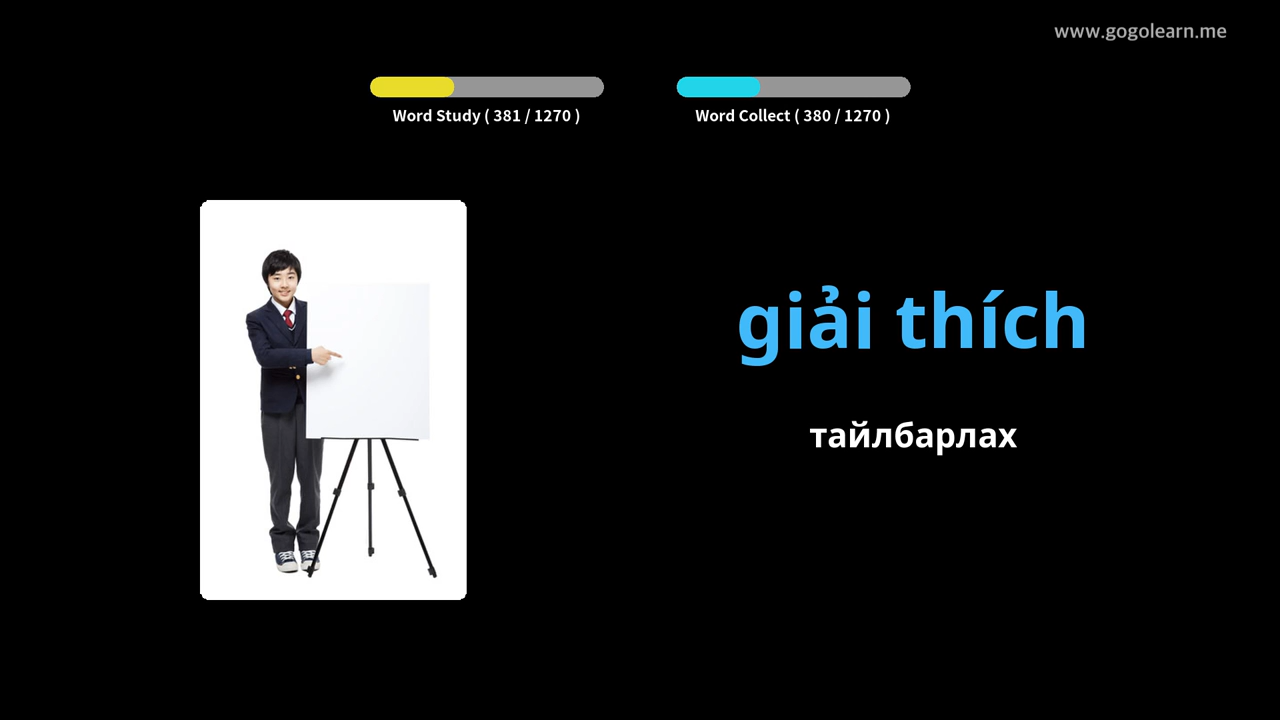 www.gogolearn.me
Word Study ( 381 / 1270 )
Word Collect ( 380 / 1270 )
giải thích
тайлбарлах